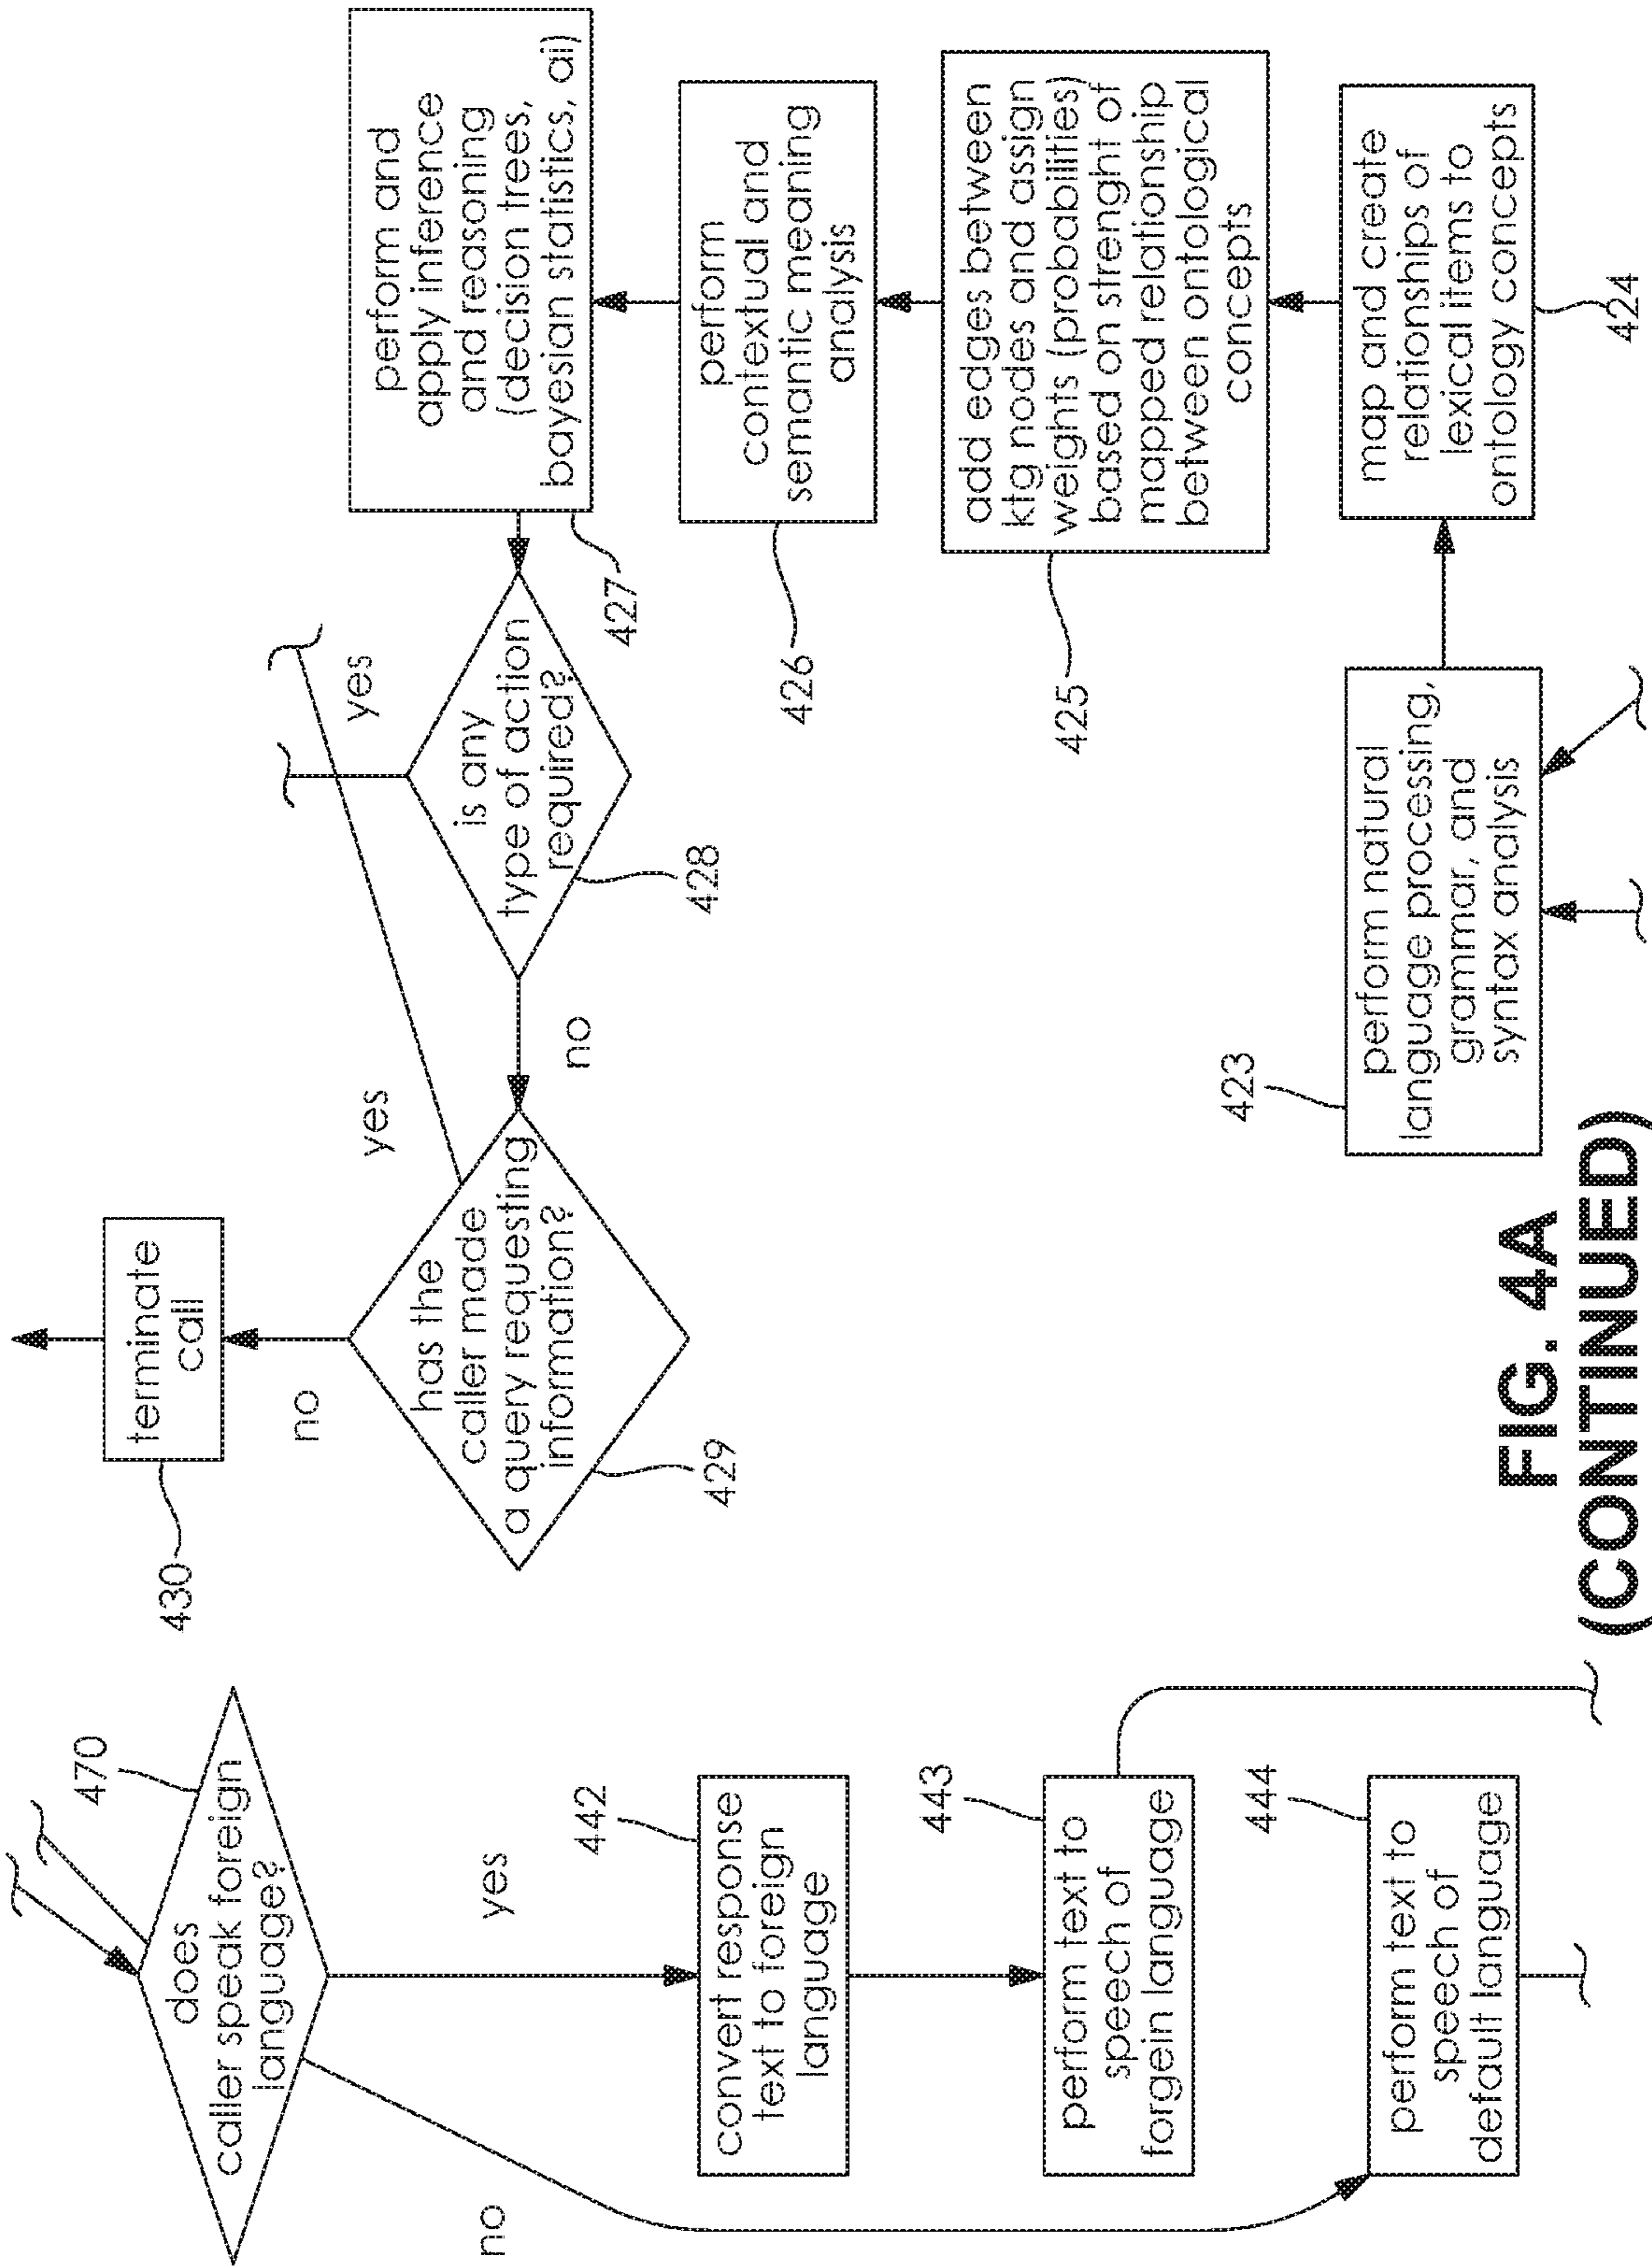 470
does
caller speak foreign
language?
no
yes
442
convert response
text to foreign
language
443
perform text to
speech of
forgein language
444
perform text to
speech of
default language
430
terminate
call
no
has the
caller made
a query requesting
information?
429
yes
no
is any
type of action
required?
428
yes
perform and
apply inference
and reasoning
(decision trees,
bayesian statistics, ai)
427
perform
contextual and
semantic meaning
analysis
426
add edges between
ktg nodes and assign
weights (probabilities)
based on strenght of
mapped relationship
between ontological
concepts
425
423
perform natural
language processing,
grammar, and
syntax analysis
map and create
relationships of
lexical items to
ontology concepts
424
FIG. 4A
(CONTINUED)